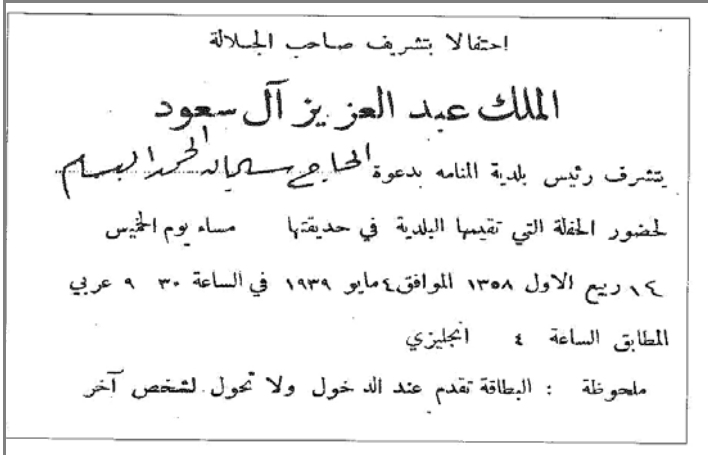 احتفالا بتشريف صاحب الجلالة
الملك عبد العزيز آل سعود
يتشرف رئيس بلدية المنامه بدعوة الحاج سليمان الحمد البسام
لحضور الحفلة التي تقيمها البلدية في حديقتها مساء يوم الخميس
١٤ ربيع الاول ١٣٥٨ الموافق ٤ مايو ١٩٣٩ في الساعة ٣٠ ٩ عربي
المطابق الساعة ٤ انجليزي
ملحوظة : البطاقة تقدم عند الدخول ولا تحول لشخص آخر